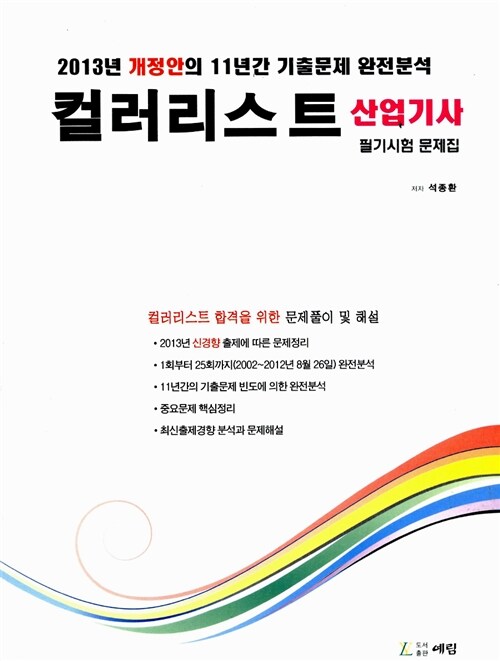 2013년 개정안의 11년간 기출문제 완전분석
컬러리스트 산업기사
필기시험 문제집
저자 석종환
컬러리스트 합격을 위한 문제풀이 및 해설
• 2013년 신경향 출제에 따른 문제정리
• 1회부터 25회까지(2002~2012년 8월 26일) 완전분석
• 11년간의 기출문제 빈도에 의한 완전분석
• 중요문제 핵심정리
• 최신출제경향 분석과 문제해설
도서
출판 예림